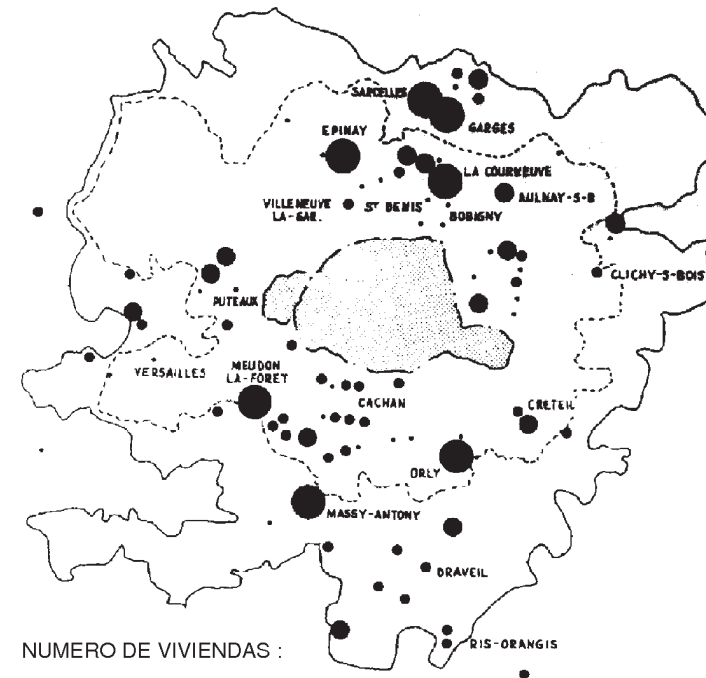 SARCELLES
GARGES
EPINAY
LA COURNEUVE
AULNAY-S-B
VILLENEUVE
LA-GAR.
ST DENIS
BOBIGNY
CLICHY-S-BOIS
PUTEAUX
VERSAILLES
MEUDON
LA-FORET
CACHAN
CRETEIL
ORLY
MASSY-ANTONY
DRAVEIL
RIS-ORANGIS
NUMERO DE VIVIENDAS :